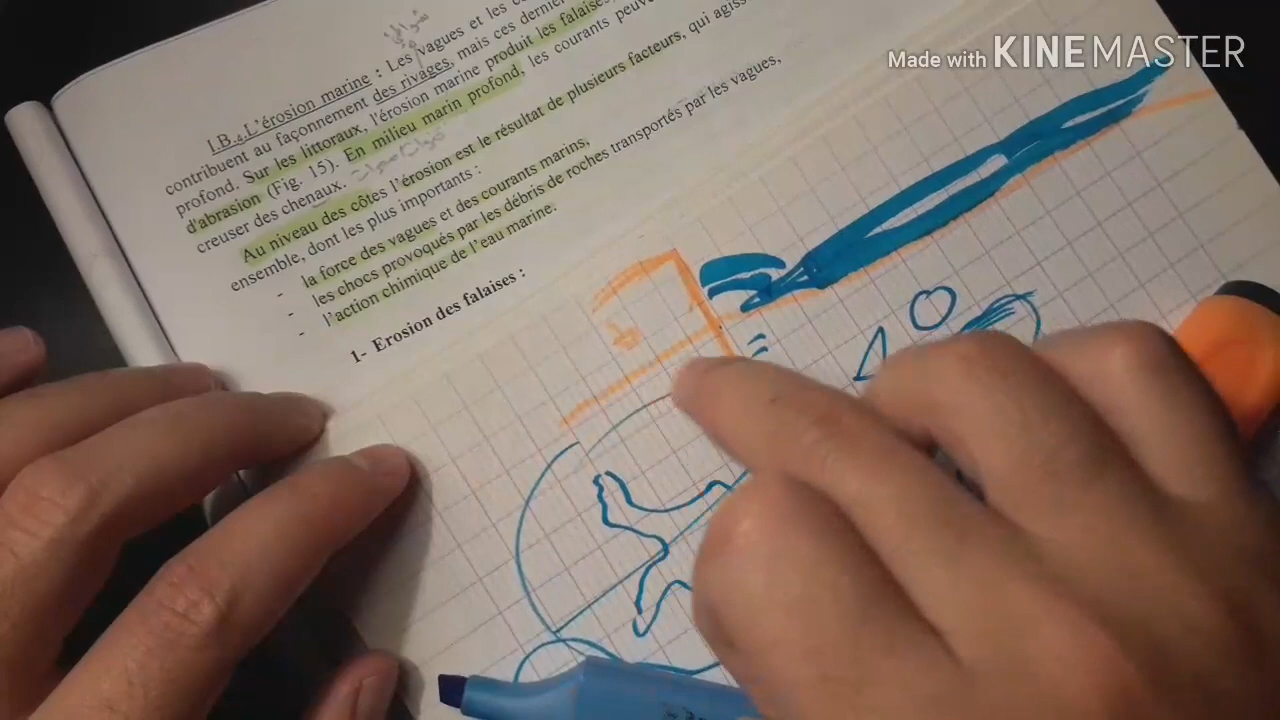 Made with KINEMASTER
شواطئ
I.B.4.L'érosion marine : Les vagues et les
contribuent au façonnement des rivages, mais ces dernier
profond. Sur les littoraux, l'érosion marine produit les falaises
d'abrasion (Fig. 15). En milieu marin profond, les courants peuve
creuser des chenaux.
Au niveau des côtes l'érosion est le résultat de plusieurs facteurs, qui agiss
ensemble, dont les plus importants :
- la force des vagues et des courants marins,
- les chocs provoqués par les débris de roches transportés par les vagues,
- l'action chimique de l'eau marine.
1- Erosion des falaises :